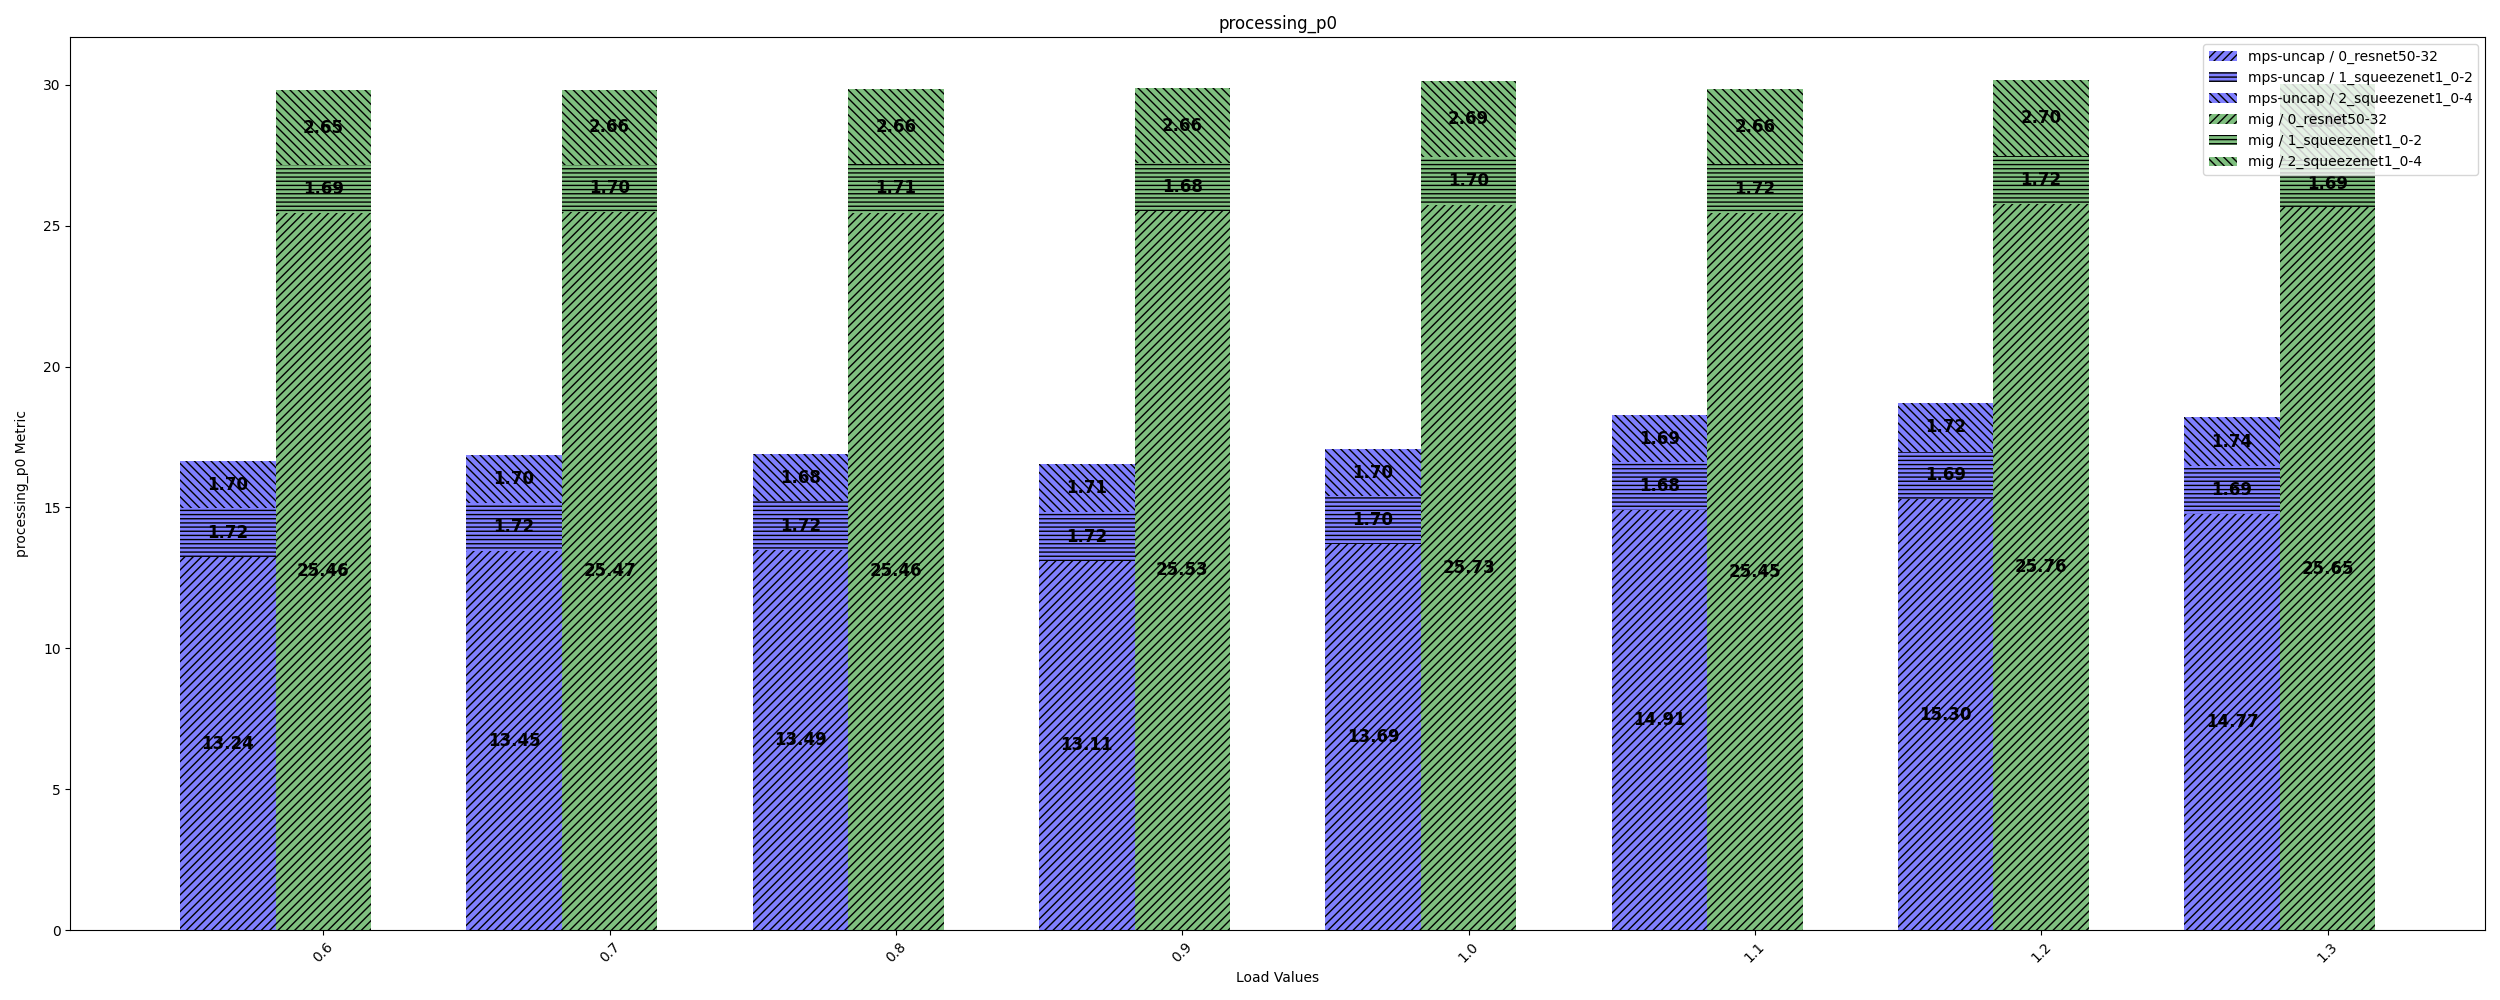 processing_p0
mps-uncap / 0_resnet50-32
mps-uncap / 1_squeezenet1_0-2
mps-uncap / 2_squeezenet1_0-4
mig / 0_resnet50-32
mig / 1_squeezenet1_0-2
mig / 2_squeezenet1_0-4
processing_p0 Metric
30
25
20
15
10
5
0
2.65 2.66 2.66 2.66 2.69 2.66 2.70
1.69 1.70 1.71 1.68 1.70 1.72 1.72 1.69
1.70 1.70 1.68 1.71 1.70 1.69 1.72 1.74
1.72 1.72 1.72 1.72 1.70 1.68 1.69 1.69
25.46 25.47 25.46 25.53 25.73 25.45 25.76 25.65
13.24 13.45 13.49 13.11 13.69 14.91 15.30 14.77
0.6 0.7 0.8 0.9 1.0 1.1 1.2 1.3
Load Values